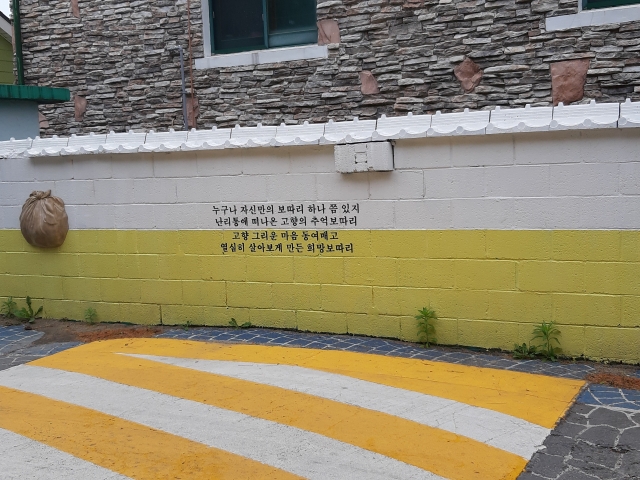 누구나 자신만의 보따리 하나 쯤 있지
난리통에 떠나온 고향의 추억보따리
고향 그리운 마음 동여매고
열심히 살아보게 만든 희망보따리